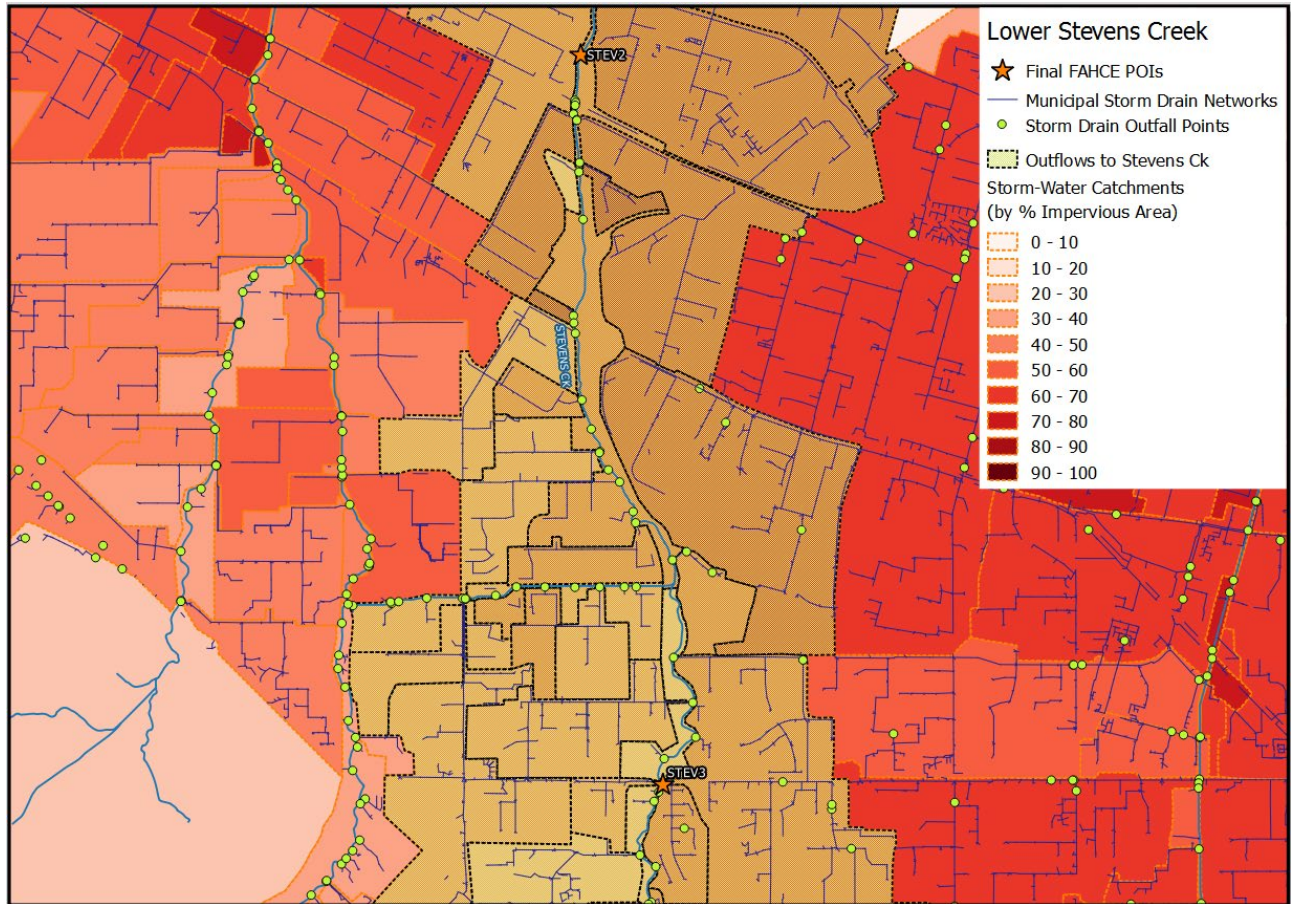 Lower Stevens Creek
Final FAHCE POIs
Municipal Storm Drain Networks
Storm Drain Outfall Points
Outflows to Stevens Ck
Storm-Water Catchments
(by % Impervious Area)
0 - 10
10 - 20
20 - 30
30 - 40
40 - 50
50 - 60
60 - 70
70 - 80
80 - 90
90 - 100
STEV2
STEVENS CK
STEV3